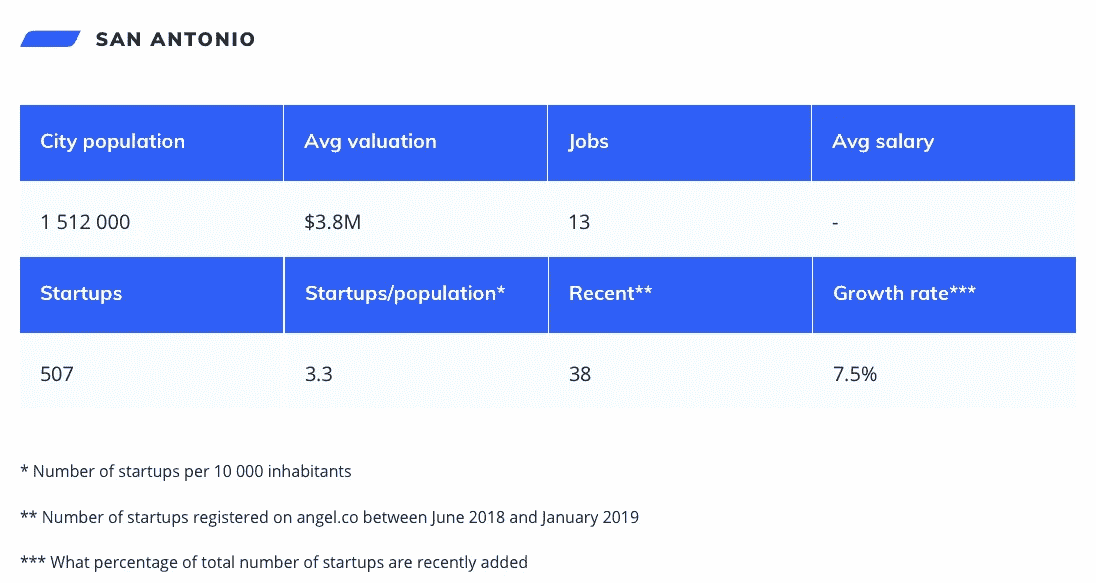 SAN ANTONIO
City population Avg valuation Jobs Avg salary
1 512 000 $3.8M 13 -
Startups Startups/population* Recent** Growth rate***
507 3.3 38 7.5%
* Number of startups per 10 000 inhabitants
** Number of startups registered on angel.co between June 2018 and January 2019
*** What percentage of total number of startups are recently added